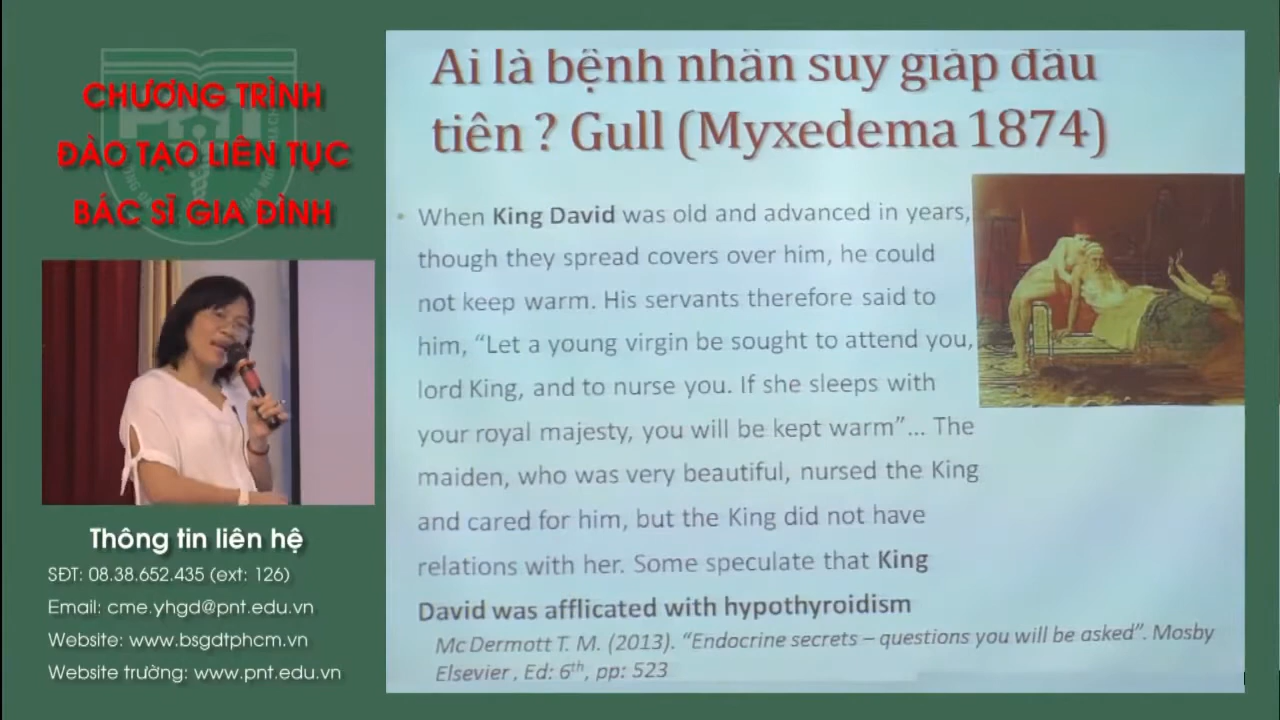 CHƯƠNG TRÌNH
ĐÀO TẠO LIÊN TỤC
BÁC SĨ GIA ĐÌNH
Thông tin liên hệ
SĐT: 08.38.652.435 (ext: 126)
Email: cme.yhgd@pnt.edu.vn
Website: www.bsgdtphcm.vn
Website trường: www.pnt.edu.vn
Ai là bệnh nhân suy giáp đầu
tiên ? Gull (Myxedema 1874)
• When King David was old and advanced in years,
though they spread covers over him, he could
not keep warm. His servants therefore said to
him, “Let a young virgin be sought to attend you,
lord King, and to nurse you. If she sleeps with
your royal majesty, you will be kept warm”... The
maiden, who was very beautiful, nursed the King
and cared for him, but the King did not have
relations with her. Some speculate that King
David was afflicated with hypothyroidism
Mc Dermott T. M. (2013). “Endocrine secrets – questions you will be asked”. Mosby
Elsevier , Ed: 6th, pp: 523